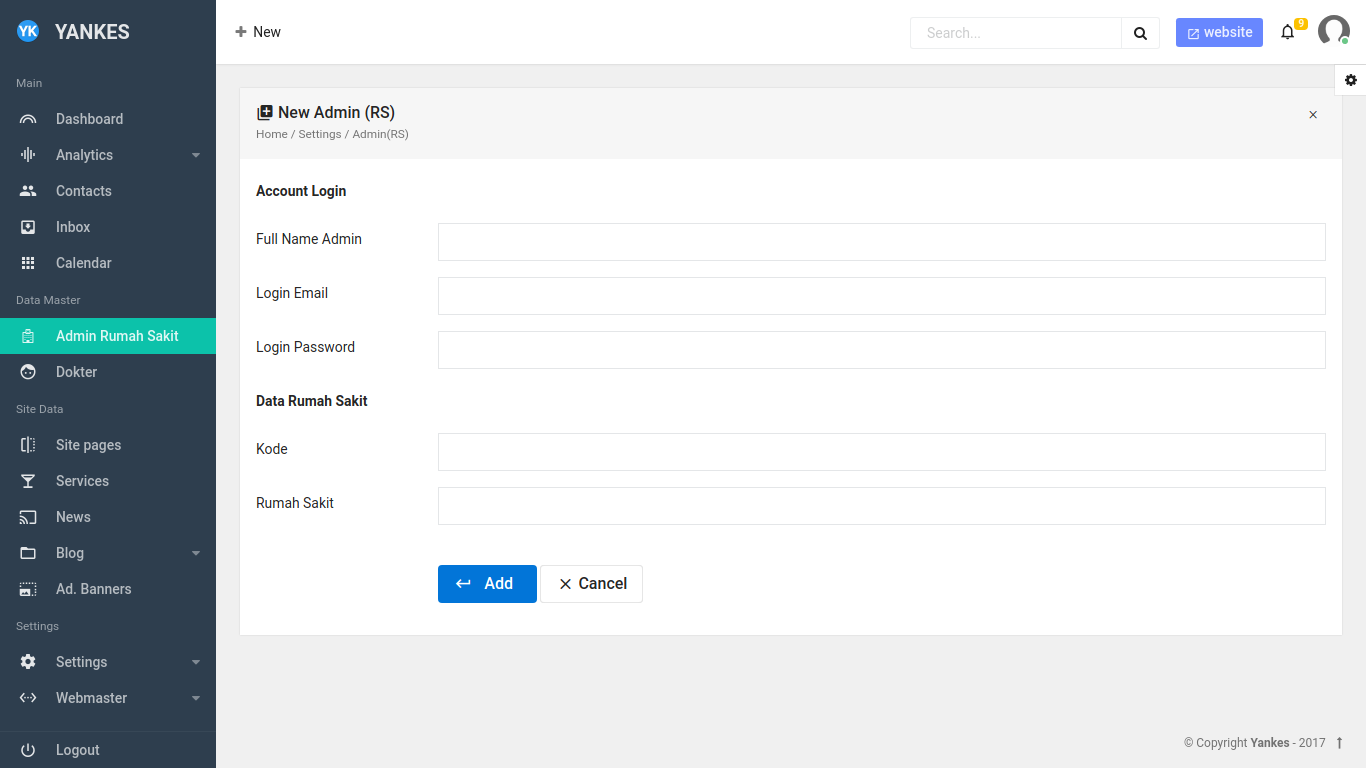 YK YANKES
New
Search...
website
9
Main
Dashboard
Analytics
Contacts
Inbox
Calendar
Data Master
Admin Rumah Sakit
Dokter
Site Data
Site pages
Services
News
Blog
Ad. Banners
Settings
Settings
Webmaster
Logout
New Admin (RS)
×
Home / Settings / Admin(RS)
Account Login
Full Name Admin
Login Email
Login Password
Data Rumah Sakit
Kode
Rumah Sakit
Add
Cancel
© Copyright Yankes - 2017